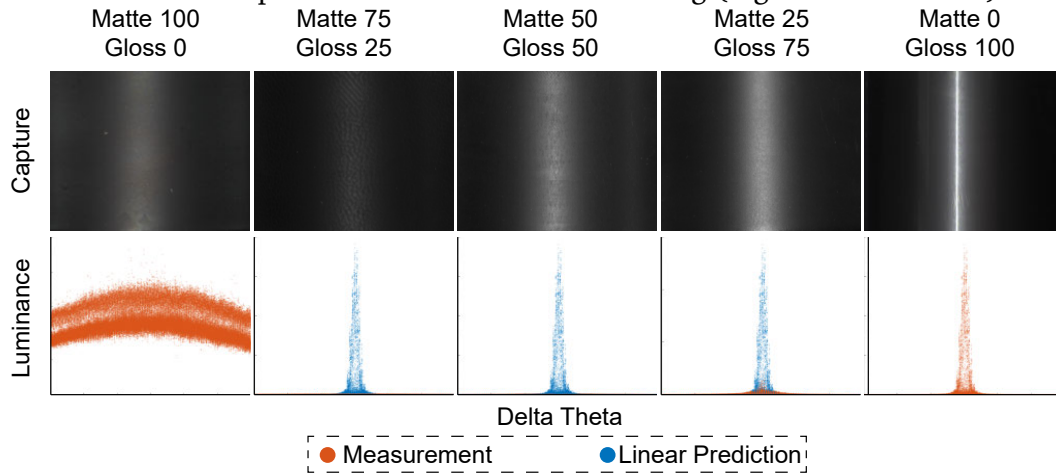 Matte 100 Matte 75 Matte 50 Matte 25 Matte 0
Gloss 0 Gloss 25 Gloss 50 Gloss 75 Gloss 100
Capture
Luminance
Delta Theta
Measurement Linear Prediction